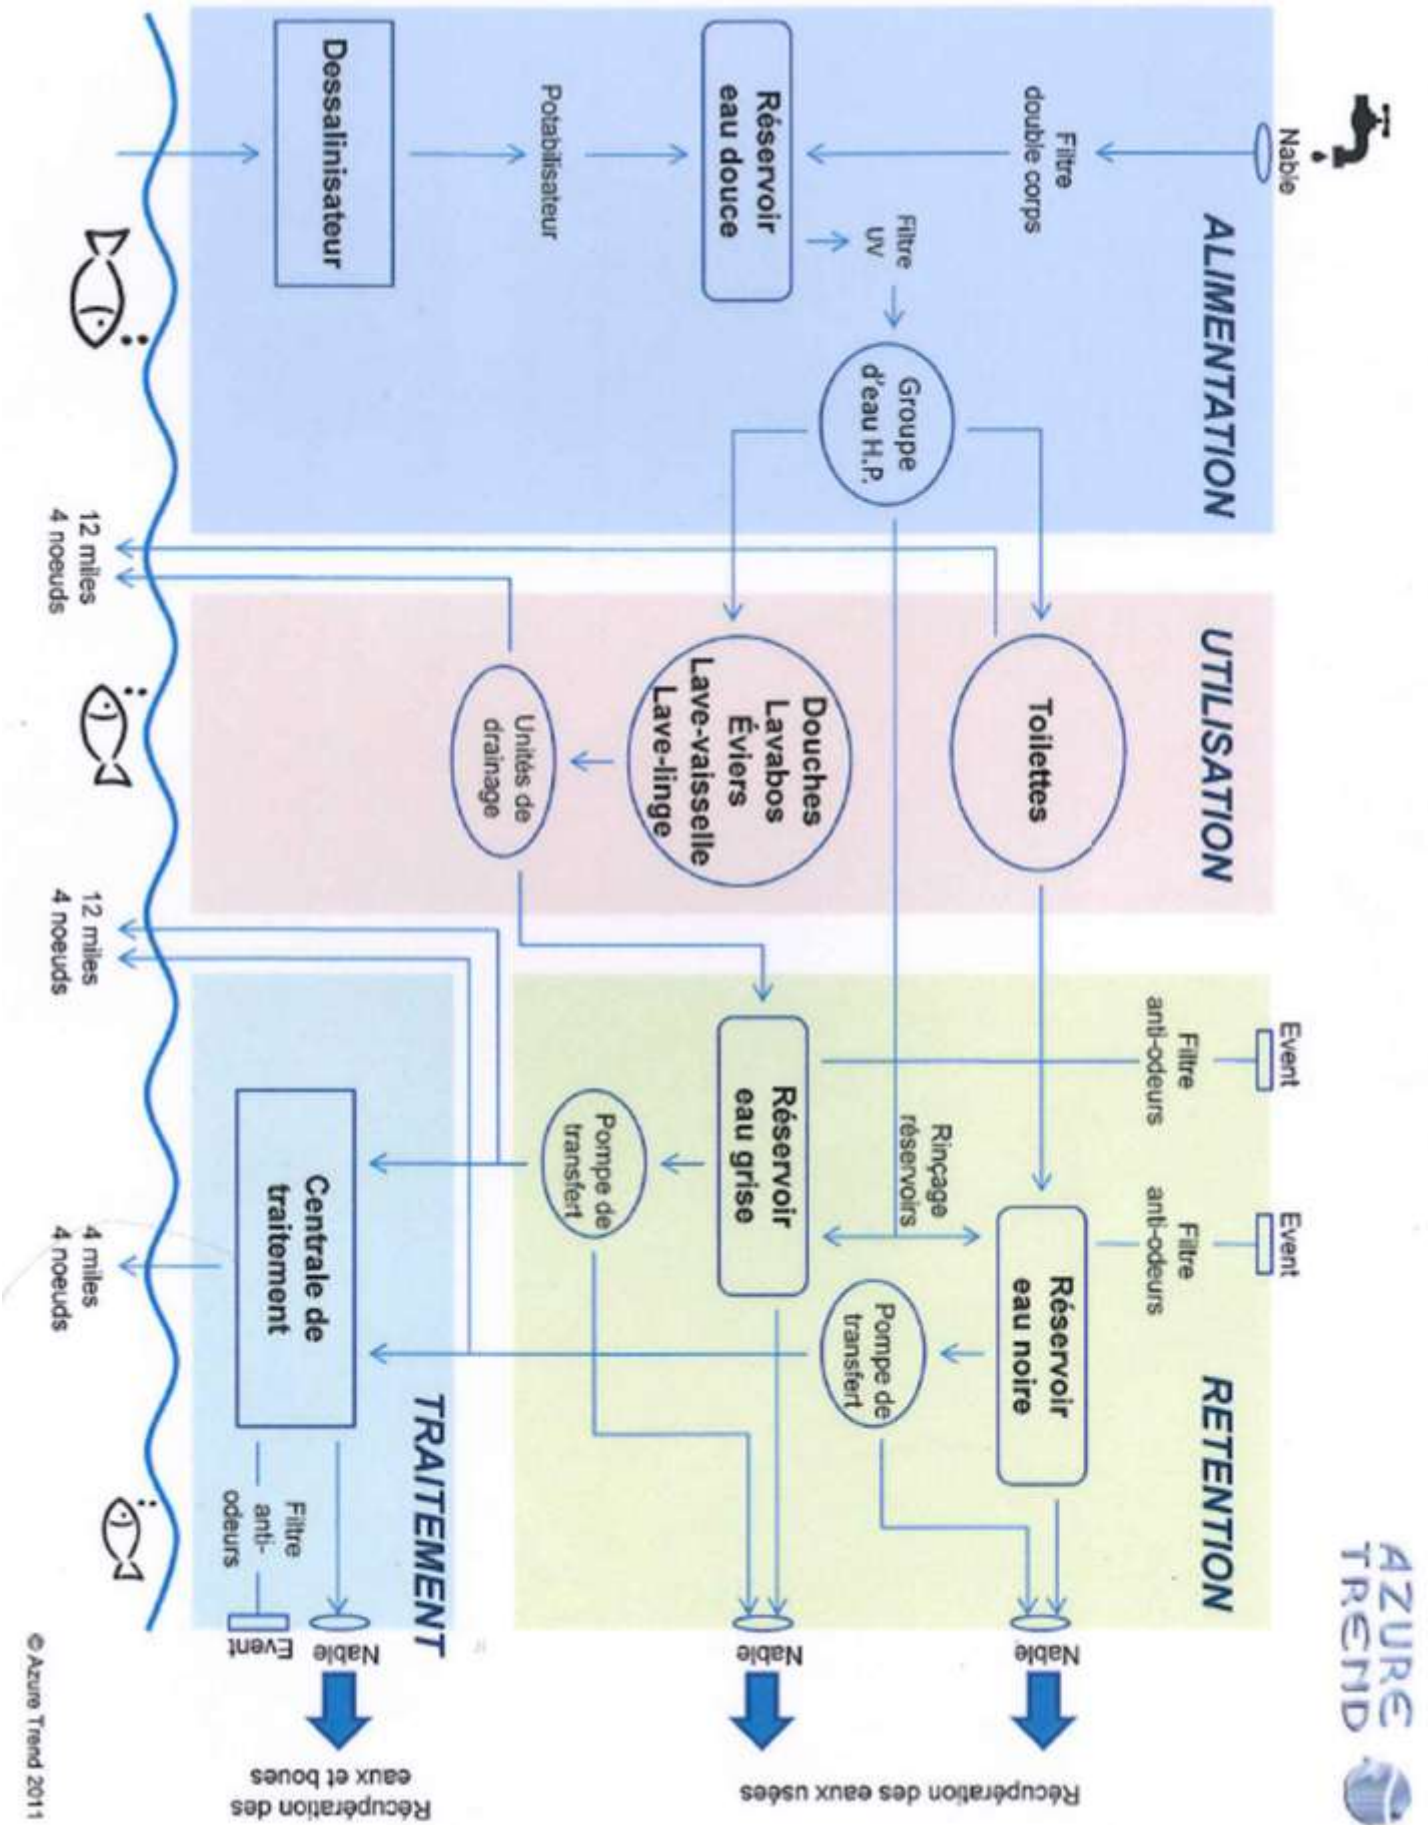 AZURE
TREND
ALIMENTATION
UTILISATION
RETENTION
Nable
Filtre
double corps
Réservoir
eau douce
Potabilisateur
Dessalinisateur
Filtre
UV
Groupe
d'eau H.P.
Toilettes
Douches
Lavabos
Éviers
Lave-vaisselle
Lave-linge
Unités de
drainage
12 miles
4 noeuds
Event
Filtre
anti-odeurs
Event
Filtre
anti-odeurs
Rinçage
réservoirs
Réservoir
eau noire
Réservoir
eau grise
Pompe de
transfert
Pompe de
transfert
Nable
Nable
Récupération des eaux usées
TRAITEMENT
Centrale de
traitement
Filtre
anti-
odeurs
Nable
Event
Récupération des
eaux et boues
12 miles
4 noeuds
4 miles
4 noeuds
© Azure Trend 2011